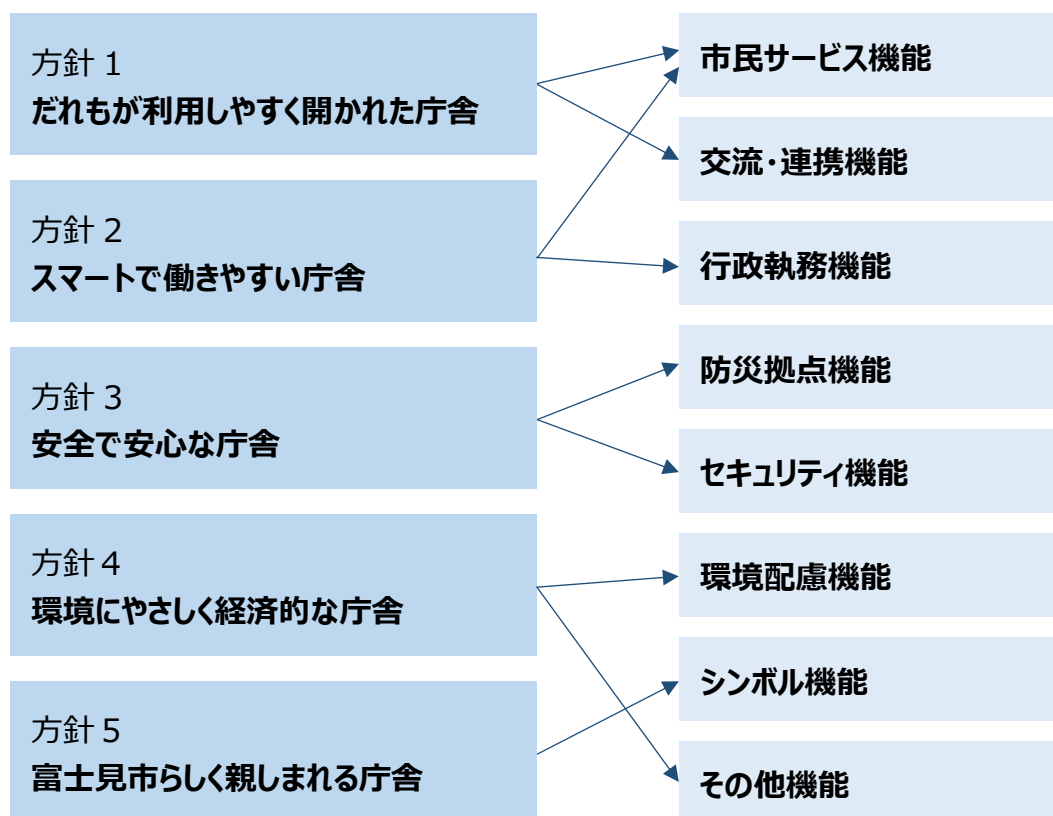 方針１
だれもが利用しやすく開かれた庁舎
方針２
スマートで働きやすい庁舎
方針３
安全で安心な庁舎
方針４
環境にやさしく経済的な庁舎
方針５
富士見市らしく親しまれる庁舎
市民サービス機能
交流・連携機能
行政執務機能
防災拠点機能
セキュリティ機能
環境配慮機能
シンボル機能
その他機能